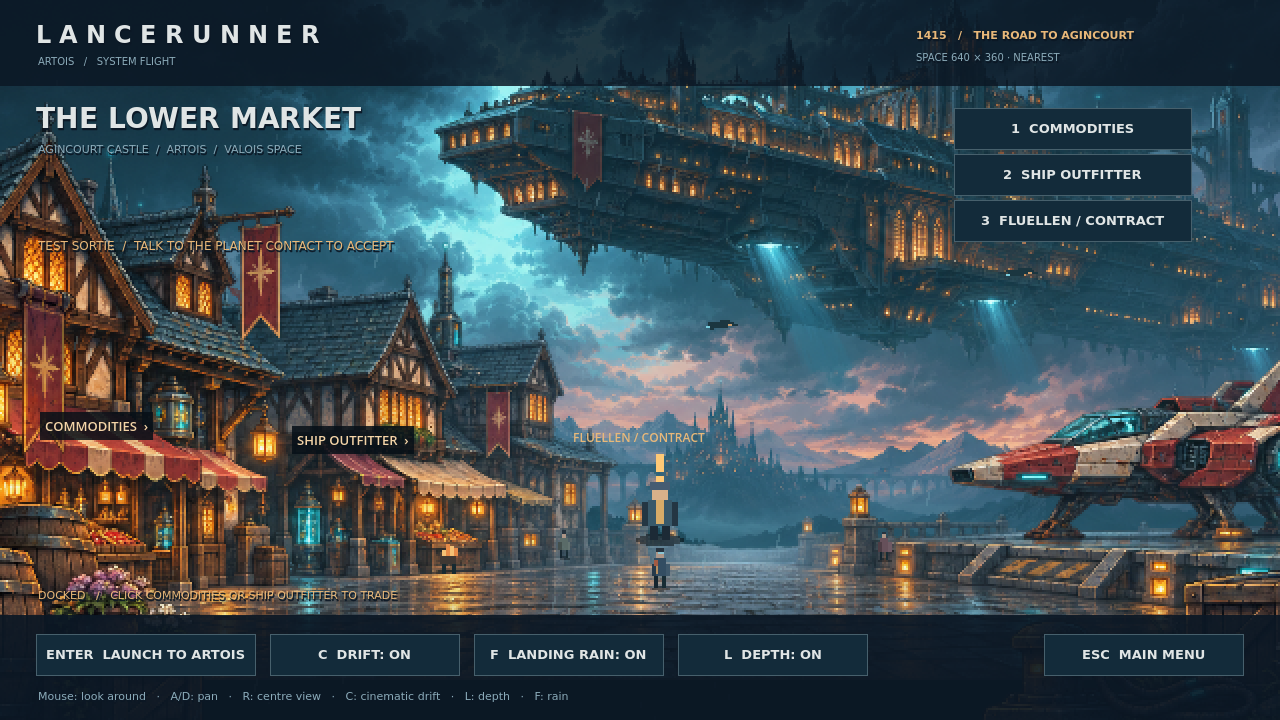 LANCERUNNER
ARTOIS / SYSTEM FLIGHT
1415 / THE ROAD TO AGINCOURT
SPACE 640 × 360 · NEAREST
THE LOWER MARKET
AGINCOURT CASTLE / ARTOIS / VALOIS SPACE
1 COMMODITIES
2 SHIP OUTFITTER
3 FLUELLEN / CONTRACT
TEST SORTIE / TALK TO THE PLANET CONTACT TO ACCEPT
COMMODITIES ›
SHIP OUTFITTER ›
FLUELLEN / CONTRACT
DOCKED / CLICK COMMODITIES OR SHIP OUTFITTER TO TRADE
ENTER LAUNCH TO ARTOIS
C DRIFT: ON
F LANDING RAIN: ON
L DEPTH: ON
ESC MAIN MENU
Mouse: look around · A/D: pan · R: centre view · C: cinematic drift · L: depth · F: rain